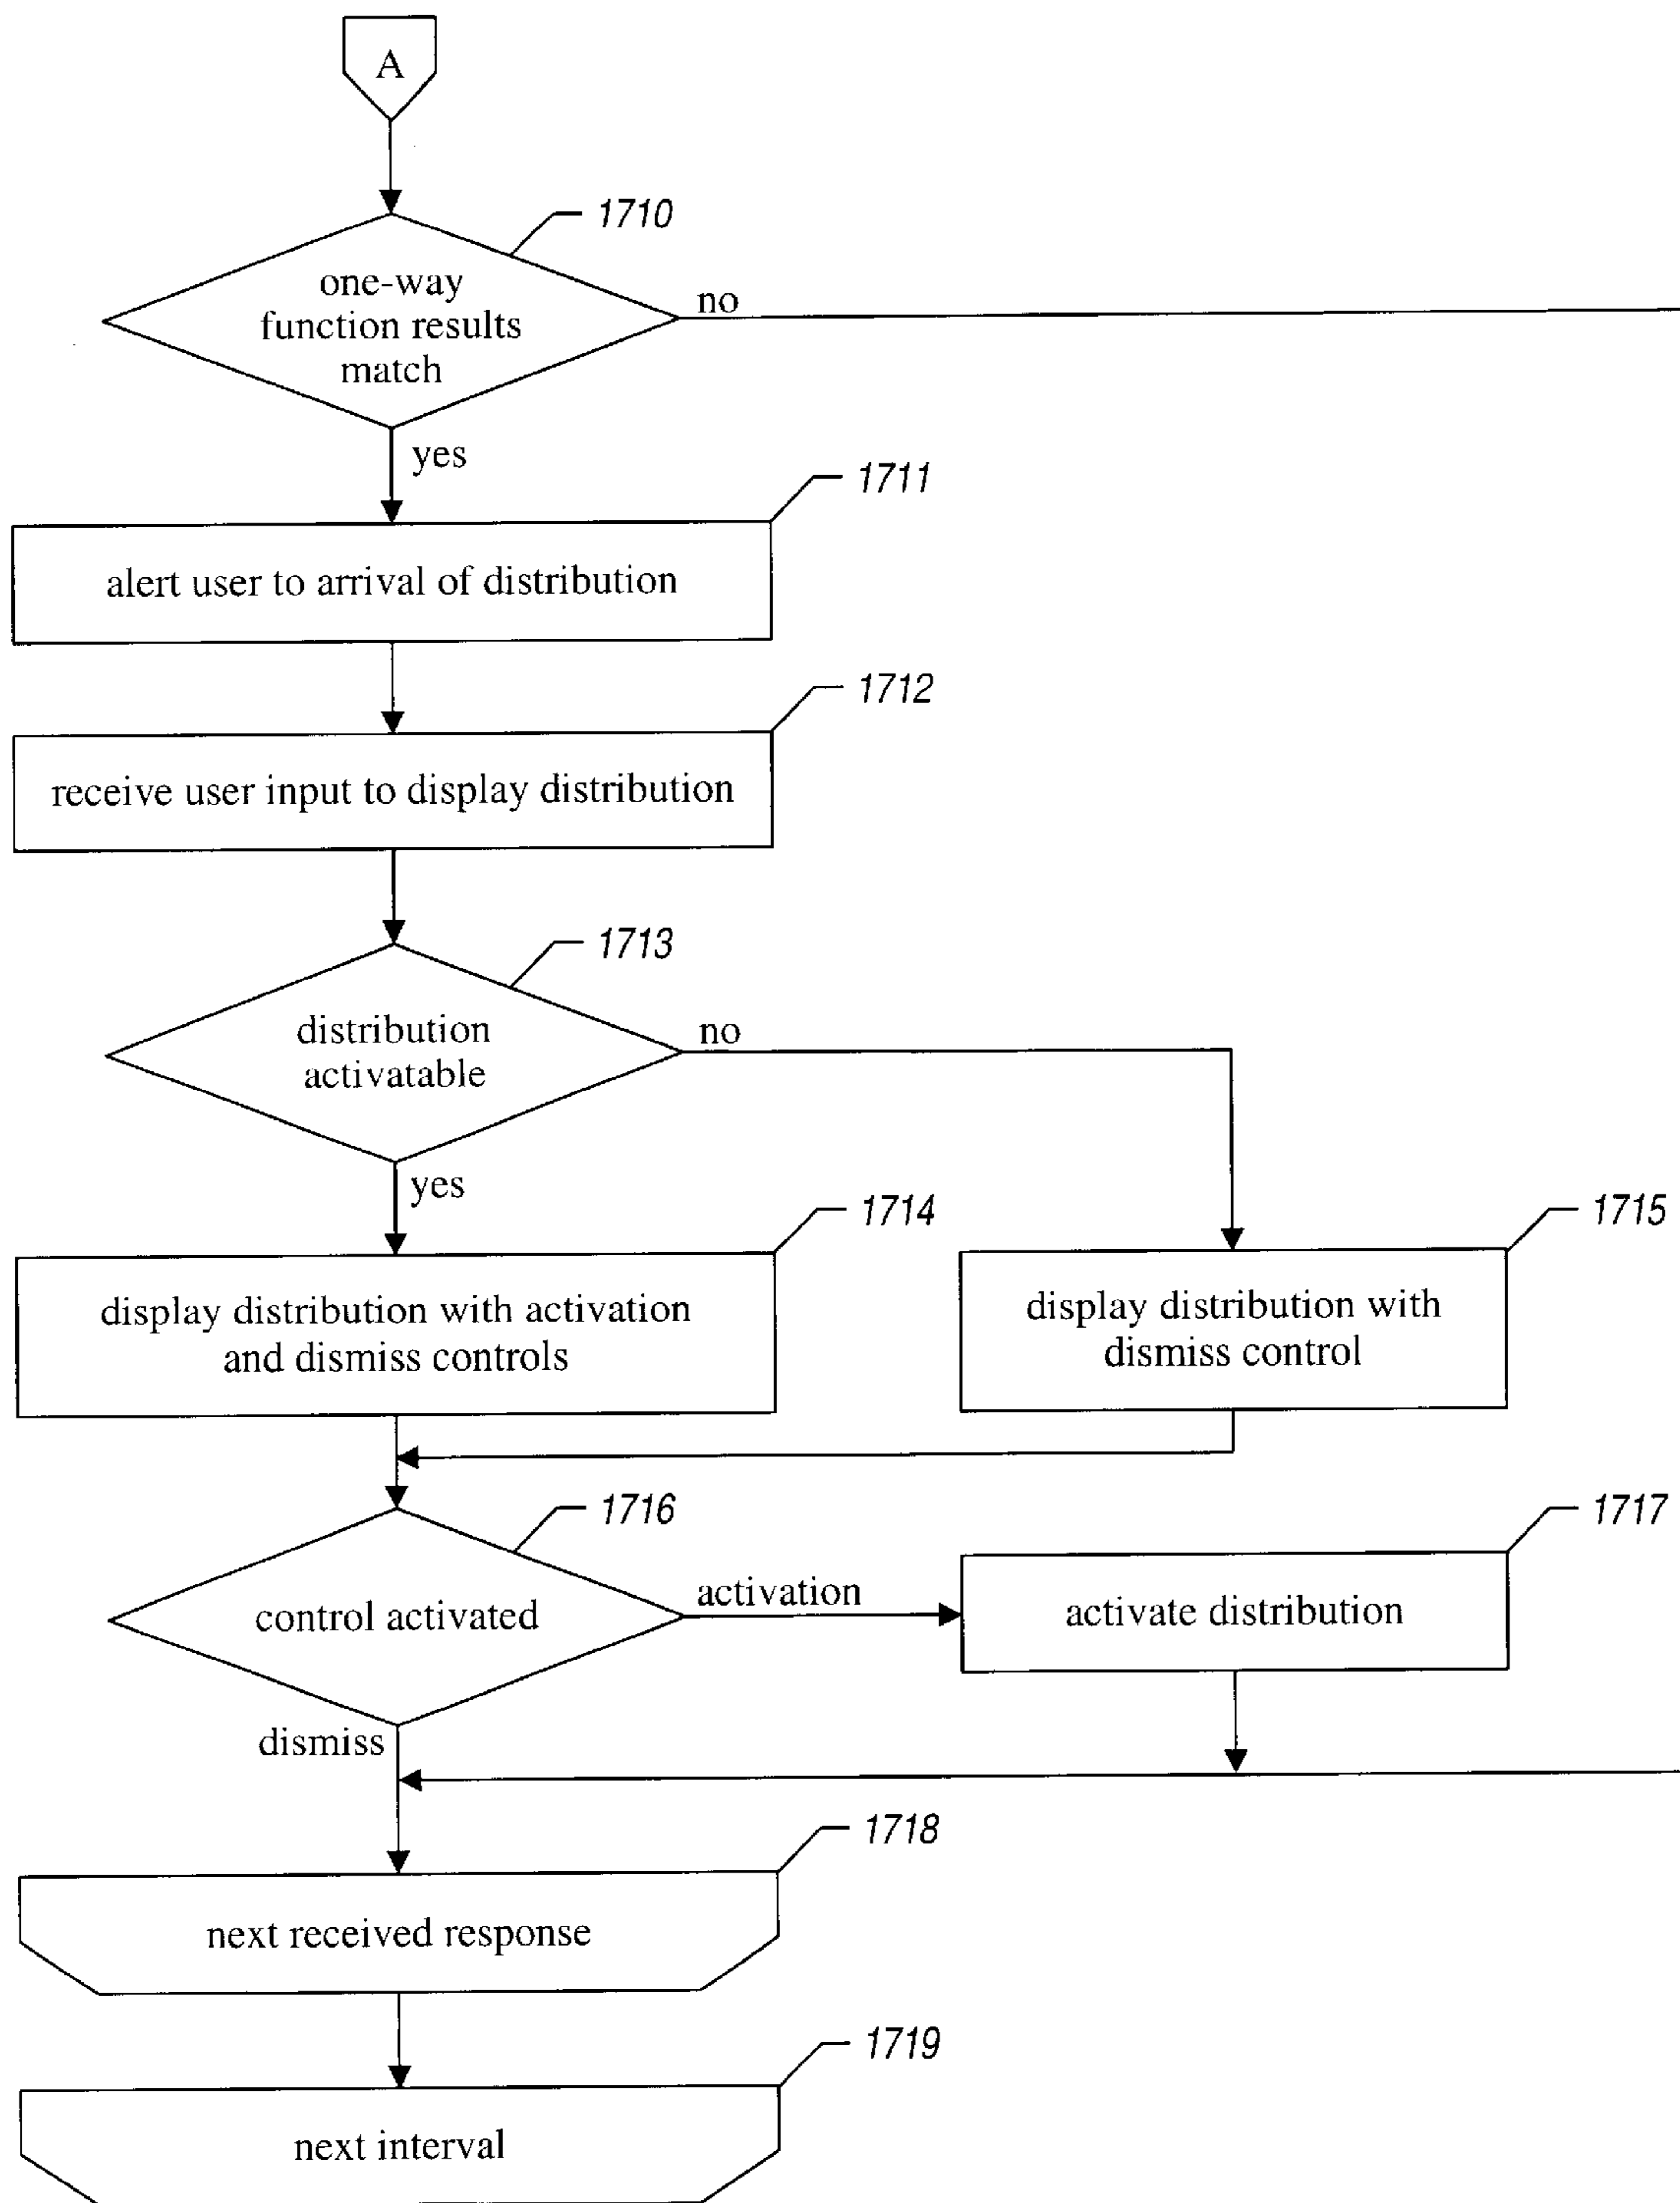 A
1710
one-way
function results
match
no
yes
1711
alert user to arrival of distribution
1712
receive user input to display distribution
1713
distribution
activatable
no
yes
1714
display distribution with activation
and dismiss controls
1715
display distribution with
dismiss control
1716
control activated
activation
1717
activate distribution
dismiss
1718
next received response
1719
next interval